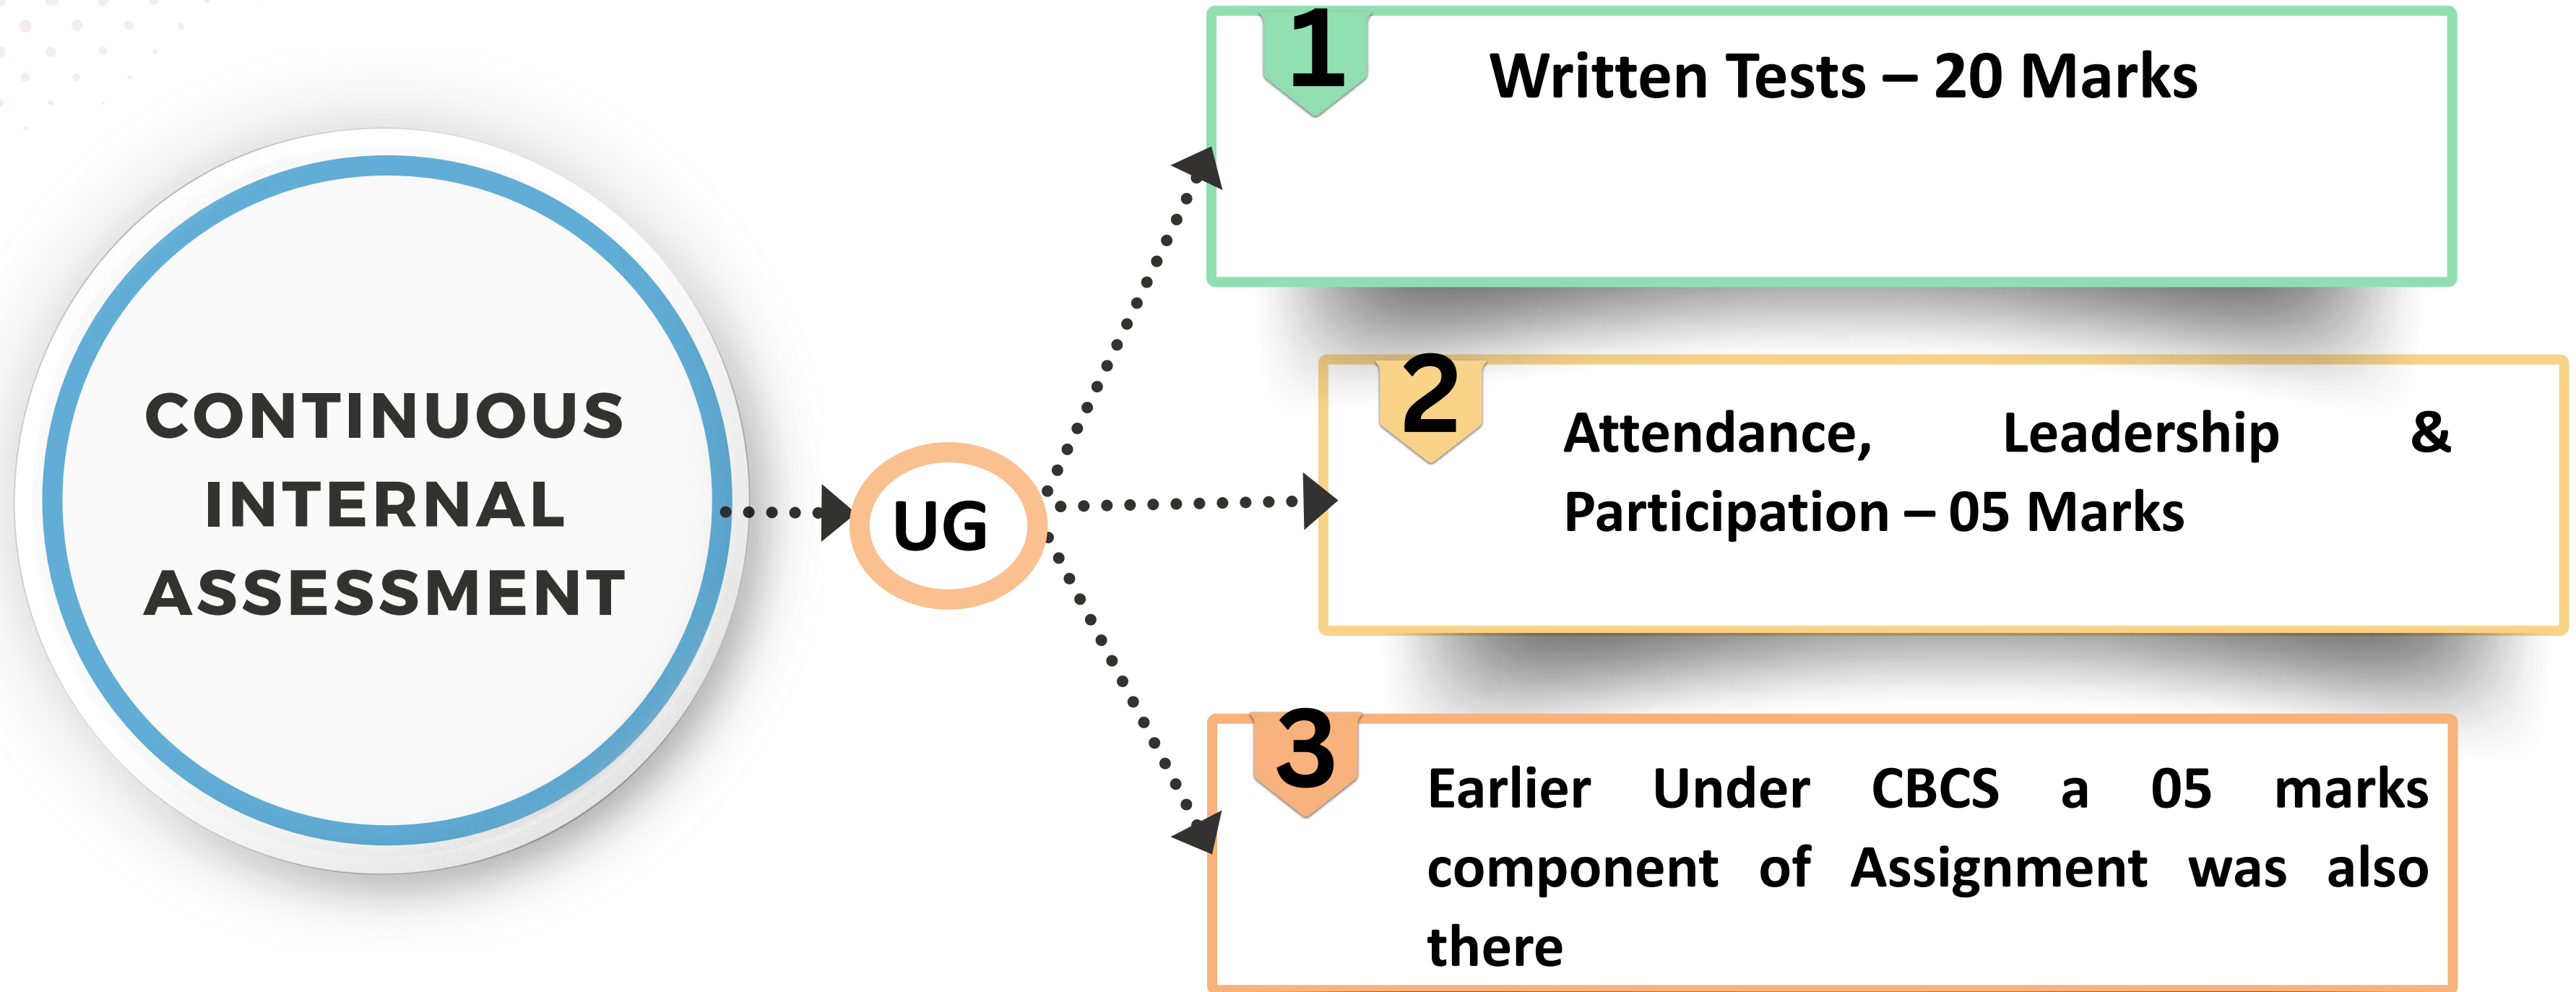 CONTINUOUS
INTERNAL
ASSESSMENT
UG
1
Written Tests – 20 Marks
2
Attendance, Leadership &
Participation – 05 Marks
3
Earlier Under CBCS a 05 marks
component of Assignment was also
there